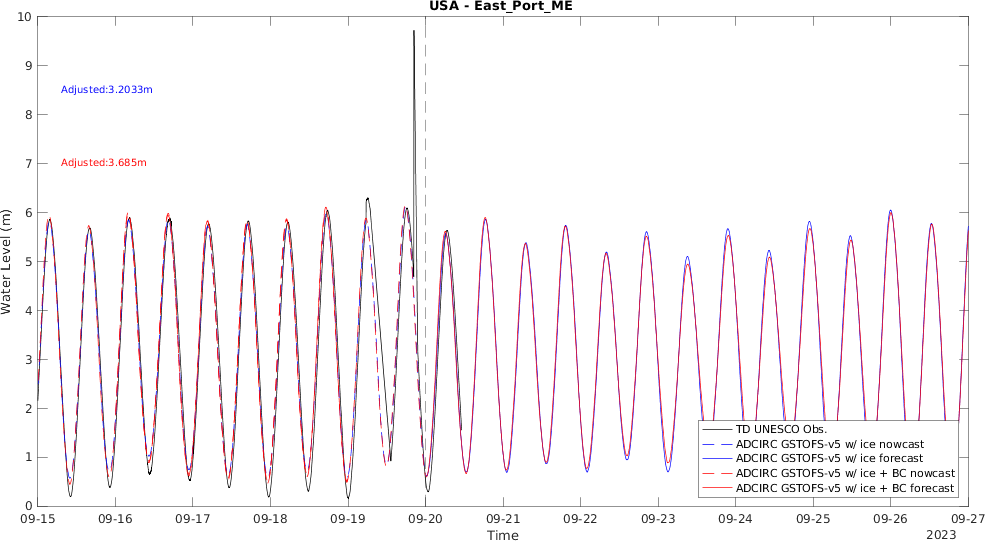 USA - East_Port_ME
10
9
8
7
6
5
4
3
2
1
0
Water Level (m)
Adjusted:3.2033m
Adjusted:3.685m
TD UNESCO Obs.
ADCIRC GSTOFS-v5 w/ ice nowcast
ADCIRC GSTOFS-v5 w/ ice forecast
ADCIRC GSTOFS-v5 w/ ice + BC nowcast
ADCIRC GSTOFS-v5 w/ ice + BC forecast
09-15 09-16 09-17 09-18 09-19 09-20 09-21 09-22 09-23 09-24 09-25 09-26 09-27
Time
2023